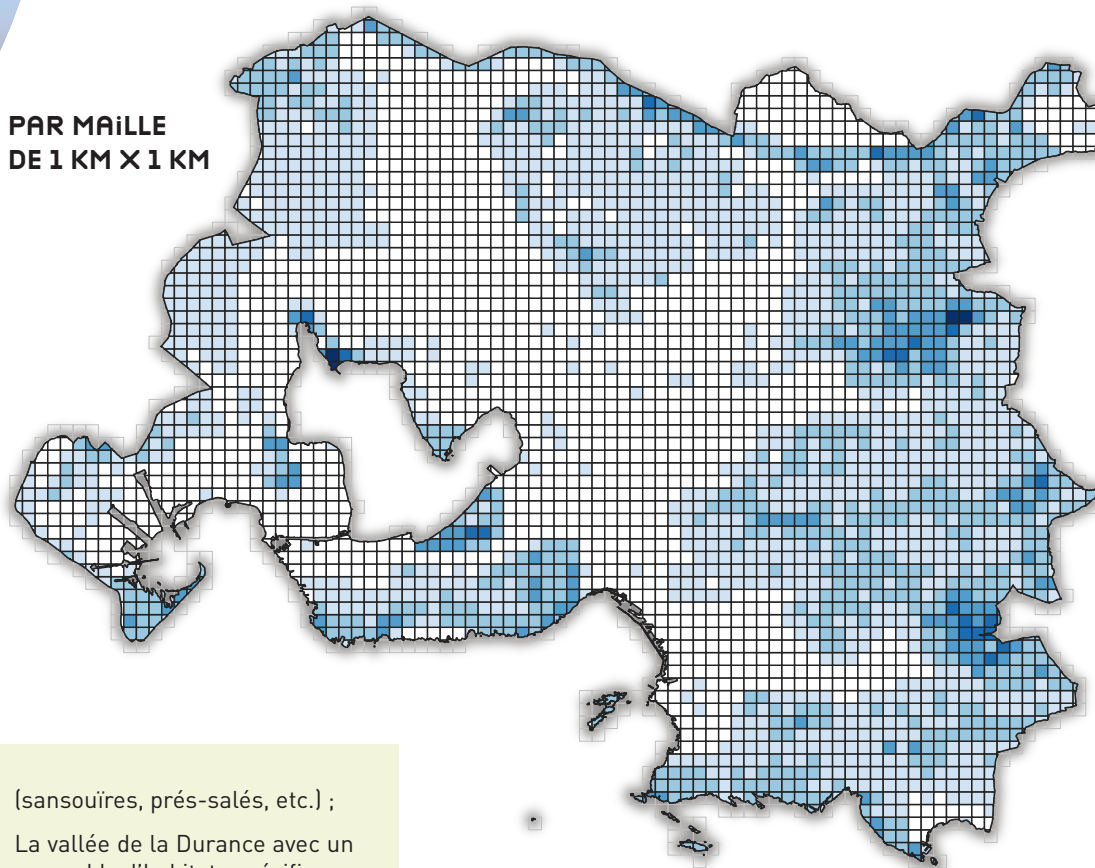 PAR MAiLLE
DE 1 KM X 1 KM
(sansouïres, prés-salés, etc.) ;
La vallée de la Durance avec un